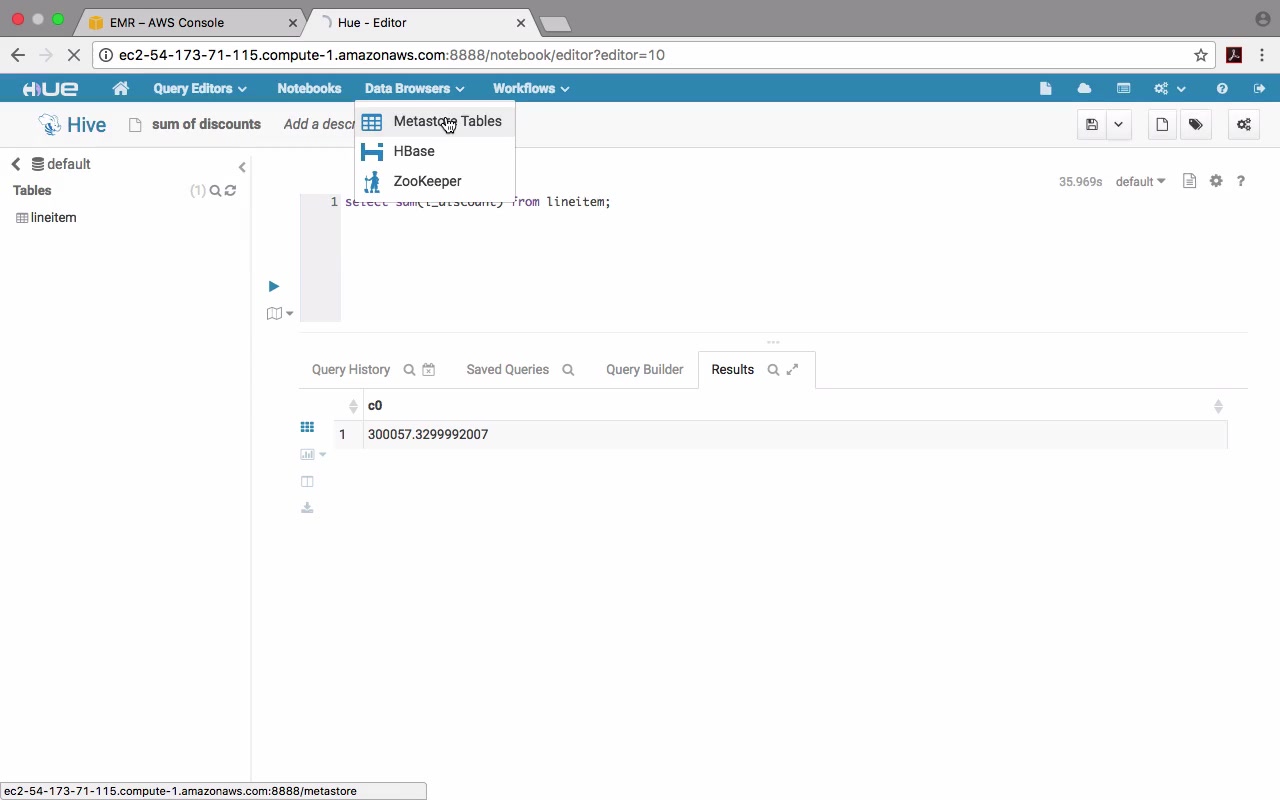 EMR – AWS Console
Hue - Editor
ec2-54-173-71-115.compute-1.amazonaws.com:8888/notebook/editor?editor=10
HUE Query Editors Notebooks Data Browsers Workflows
Hive sum of discounts Add a descr
Metastore Tables
HBase
ZooKeeper
default
Tables (1)
lineitem
35.969s default
1 select sum(l_discount) from lineitem;
Query History Saved Queries Query Builder Results
c0
1 300057.3299992007
ec2-54-173-71-115.compute-1.amazonaws.com:8888/metastore